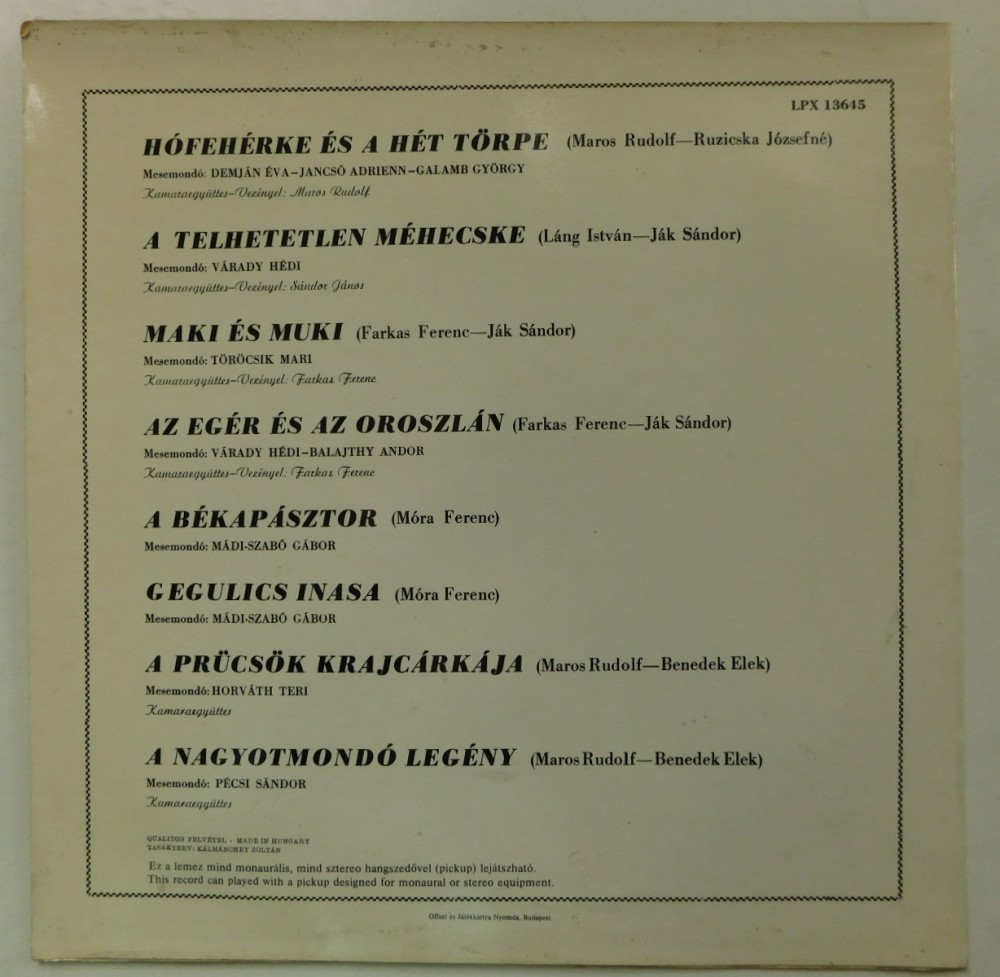 LPX 13645
HÓFEHÉRKE ÉS A HÉT TÖRPE (Maros Rudolf—Ruzicska Józsefné)
Mesemondó: DEMJÁN ÉVA–JANCSÓ ADRIENN–GALAMB GYÖRGY
Kamaraegyüttes–Vezényel: Maros Rudolf
A TELHETETLEN MÉHECSKE (Láng István—Ják Sándor)
Mesemondó: VÁRADY HÉDI
Kamaraegyüttes–Vezényel: Sándor János
MAKI ÉS MUKI (Farkas Ferenc—Ják Sándor)
Mesemondó: TÖRÖCSIK MARI
Kamaraegyüttes–Vezényel: Farkas Ferenc
AZ EGÉR ÉS AZ OROSZLÁN (Farkas Ferenc—Ják Sándor)
Mesemondó: VÁRADY HÉDI–BALAJTHY ANDOR
Kamaraegyüttes–Vezényel: Farkas Ferenc
A BÉKAPÁSZTOR (Móra Ferenc)
Mesemondó: MÁDI-SZABÓ GÁBOR
GEGULICS INASA (Móra Ferenc)
Mesemondó: MÁDI-SZABÓ GÁBOR
A PRÜCSÖK KRAJCÁRKÁJA (Maros Rudolf—Benedek Elek)
Mesemondó: HORVÁTH TERI
Kamaraegyüttes
A NAGYOTMONDÓ LEGÉNY (Maros Rudolf—Benedek Elek)
Mesemondó: PÉCSI SÁNDOR
Kamaraegyüttes
QUALITON FELVÉTEL - MADE IN HUNGARY
TASAKTERV: KÁLMÁNCHEY ZOLTÁN
Ez a lemez mind monaurális, mind sztereo hangszedővel (pickup) lejátszható.
This record can played with a pickup designed for monaural or stereo equipment.
Offset és Játékkártya Nyomda, Budapest